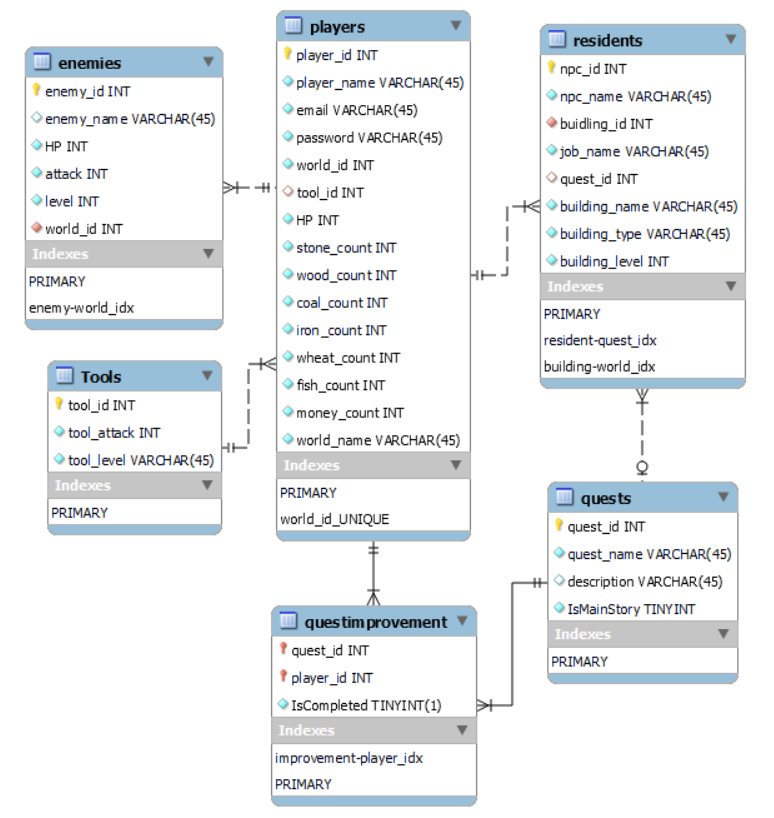 enemies
enemy_id INT
enemy_name VARCHAR(45)
HP INT
attack INT
level INT
world_id INT
Indexes
PRIMARY
enemy-world_idx
players
player_id INT
player_name VARCHAR(45)
email VARCHAR(45)
password VARCHAR(45)
world_id INT
tool_id INT
HP INT
stone_count INT
wood_count INT
coal_count INT
iron_count INT
wheat_count INT
fish_count INT
money_count INT
world_name VARCHAR(45)
Indexes
PRIMARY
world_id_UNIQUE
residents
npc_id INT
npc_name VARCHAR(45)
buidling_id INT
job_name VARCHAR(45)
quest_id INT
building_name VARCHAR(45)
building_type VARCHAR(45)
building_level INT
Indexes
PRIMARY
resident-quest_idx
building-world_idx
Tools
tool_id INT
tool_attack INT
tool_level VARCHAR(45)
Indexes
PRIMARY
quests
quest_id INT
quest_name VARCHAR(45)
description VARCHAR(45)
IsMainStory TINYINT
Indexes
PRIMARY
questimprovement
quest_id INT
player_id INT
IsCompleted TINYINT(1)
Indexes
improvement-player_idx
PRIMARY